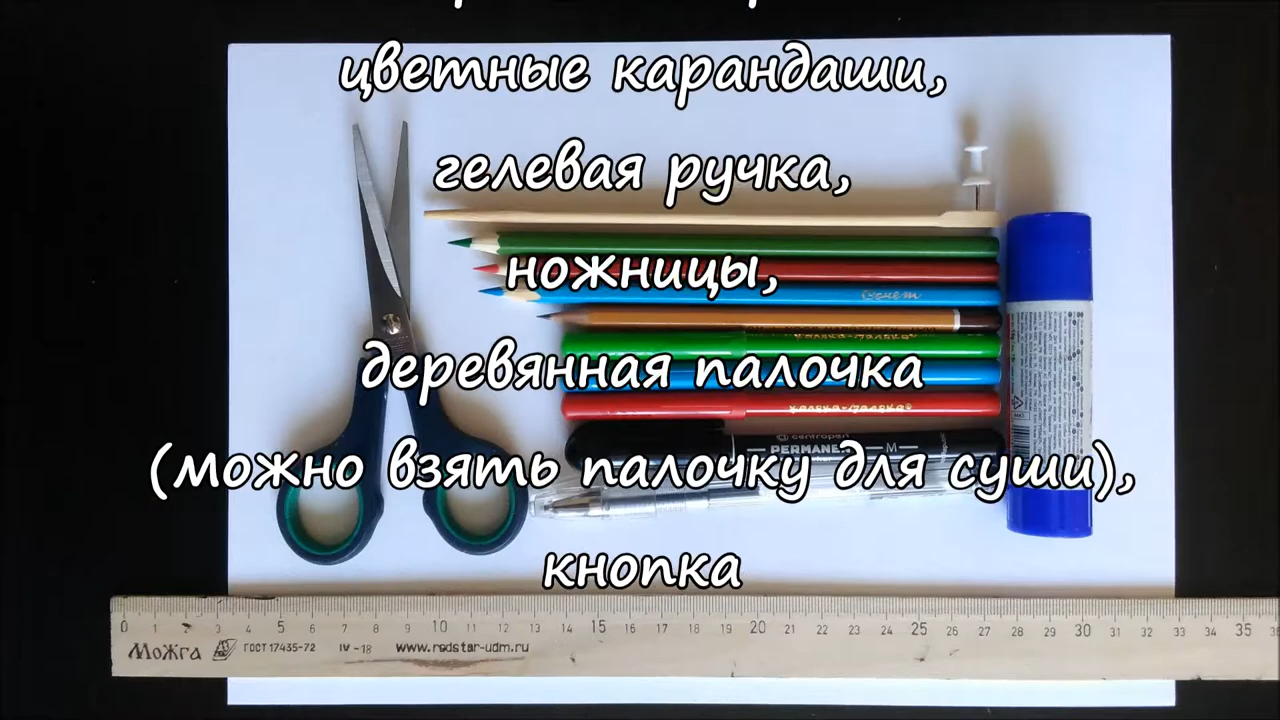 цветные карандаши,
гелевая ручка,
ножницы,
деревянная палочка
(можно взять палочку для суши),
кнопка
centropen
PERMANENT
M
0 1 2 3 4 5 6 7 8 9 10 11 12 13 14 15 16 17 18 19 20 21 22 23 24 25 26 27 28 29 30 31 32 33 34 35 36
МоЖга ГОСТ 17435-72 IV-18 www.redstar-udm.ru